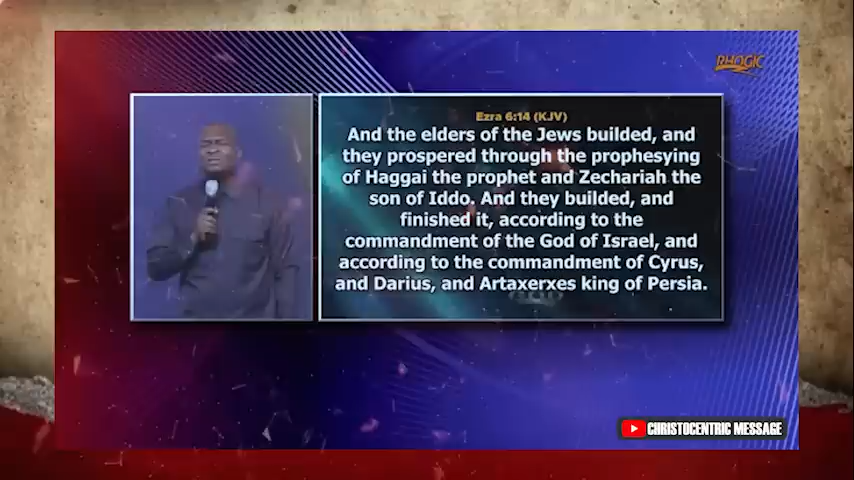 RHOGIC
Ezra 6:14 (KJV)
And the elders of the Jews builded, and
they prospered through the prophesying
of Haggai the prophet and Zechariah the
son of Iddo. And they builded, and
finished it, according to the
commandment of the God of Israel, and
according to the commandment of Cyrus,
and Darius, and Artaxerxes king of Persia.
CHRISTOCENTRIC MESSAGE